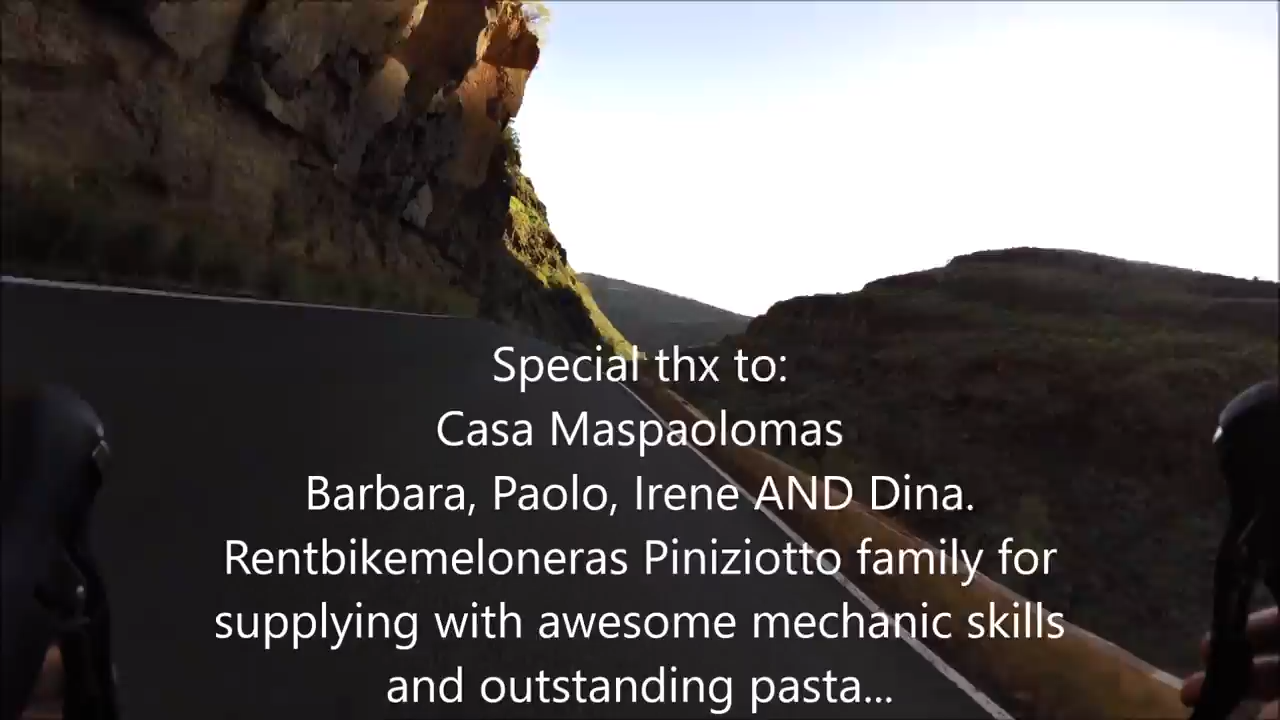 Special thx to:
Casa Maspaolomas
Barbara, Paolo, Irene AND Dina.
Rentbikemeloneras Piniziotto family for
supplying with awesome mechanic skills
and outstanding pasta...